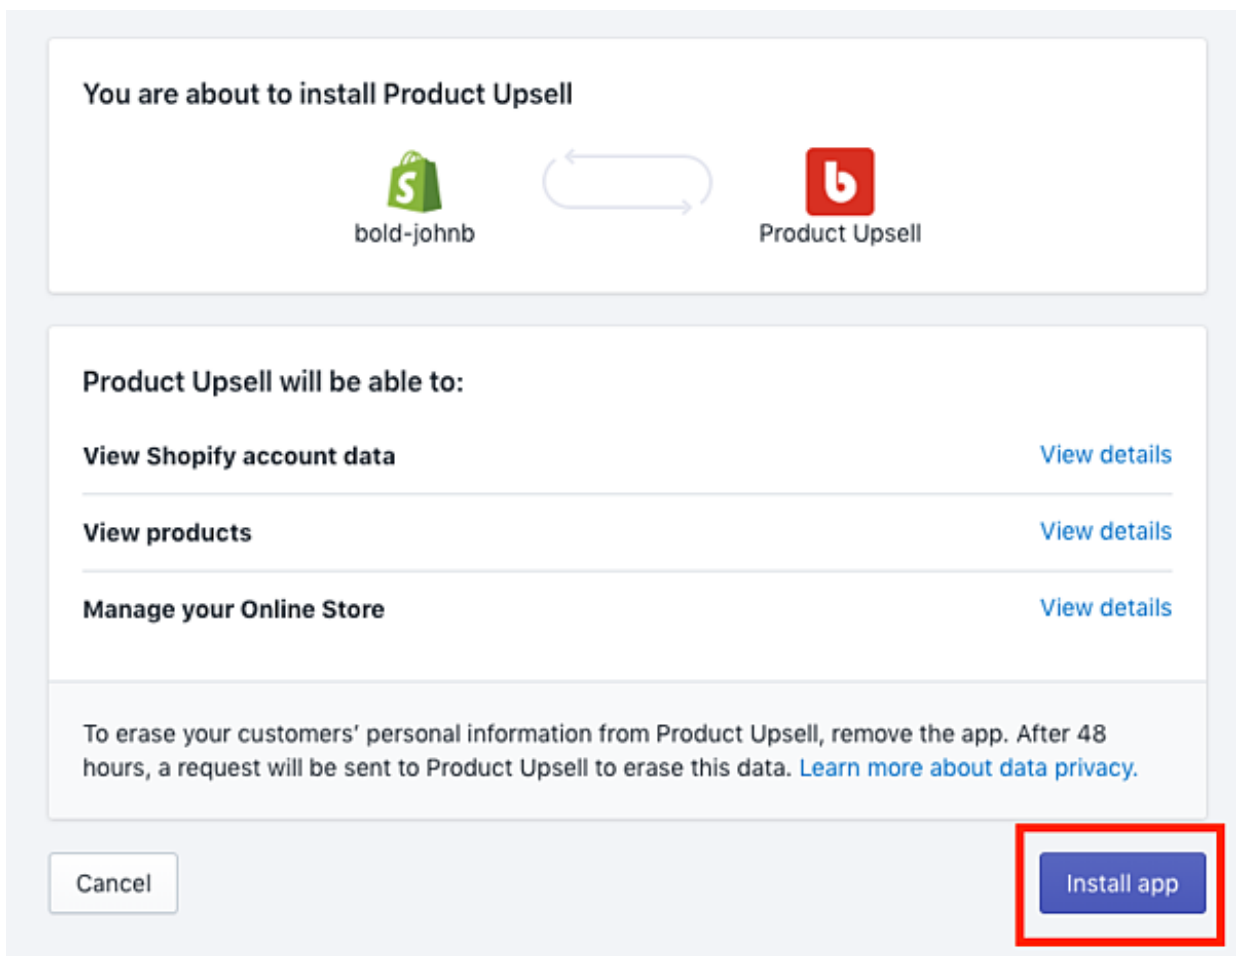 You are about to install Product Upsell
bold-johnb
Product Upsell
Product Upsell will be able to:
View Shopify account data
View details
View products
View details
Manage your Online Store
View details
To erase your customers’ personal information from Product Upsell, remove the app. After 48
hours, a request will be sent to Product Upsell to erase this data. Learn more about data privacy.
Cancel
Install app